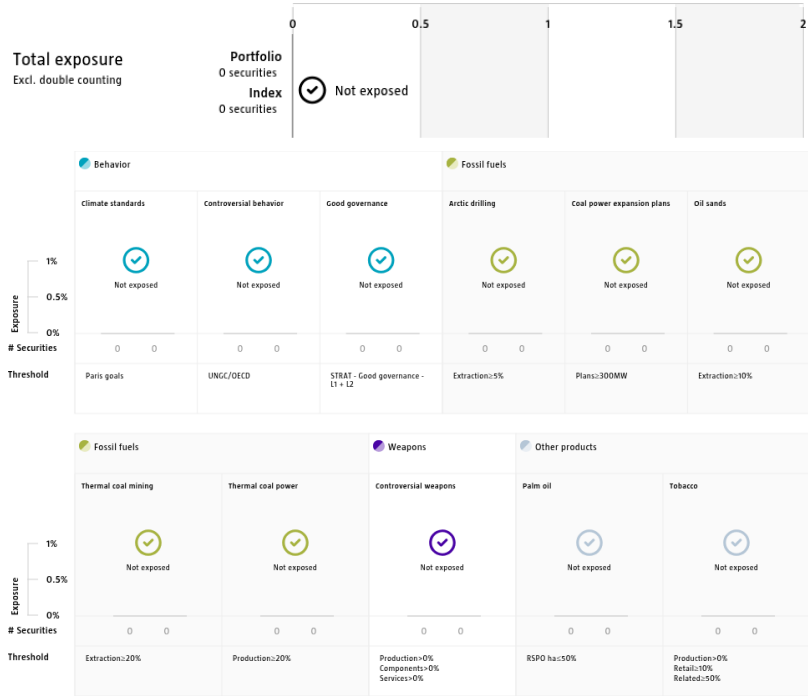 0 0.5 1 1.5 2
Total exposure
Excl. double counting
Portfolio
0 securities
Index
0 securities
Not exposed
Behavior
Fossil fuels
Climate standards
Controversial behavior
Good governance
Arctic drilling
Coal power expansion plans
Oil sands
Not exposed
Not exposed
Not exposed
Not exposed
Not exposed
Not exposed
Exposure
1%
0.5%
0%
# Securities
0 0
0 0
0 0
0 0
0 0
0 0
Threshold
Paris goals
UNGC/OECD
STRAT - Good governance -
L1 + L2
Extraction≥5%
Plans≥300MW
Extraction≥10%
Fossil fuels
Weapons
Other products
Thermal coal mining
Thermal coal power
Controversial weapons
Palm oil
Tobacco
Not exposed
Not exposed
Not exposed
Not exposed
Not exposed
Exposure
1%
0.5%
0%
# Securities
0 0
0 0
0 0
0 0
0 0
Threshold
Extraction≥20%
Production≥20%
Production>0%
Components>0%
Services>0%
RSPO ha≤50%
Production>0%
Retail≥10%
Related≥50%